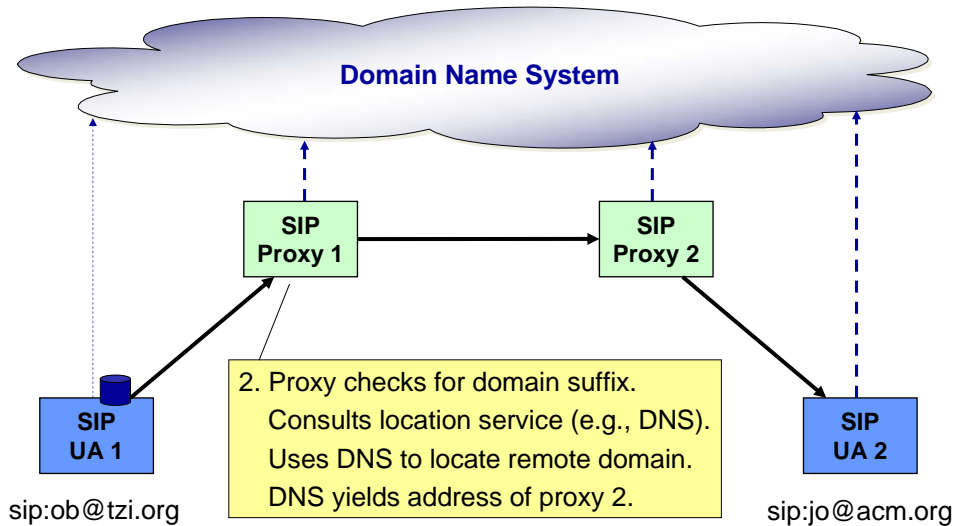 Domain Name System
SIP
Proxy 1
SIP
Proxy 2
2. Proxy checks for domain suffix.
Consults location service (e.g., DNS).
Uses DNS to locate remote domain.
DNS yields address of proxy 2.
SIP
UA 1
SIP
UA 2
sip:ob@tzi.org
sip:jo@acm.org